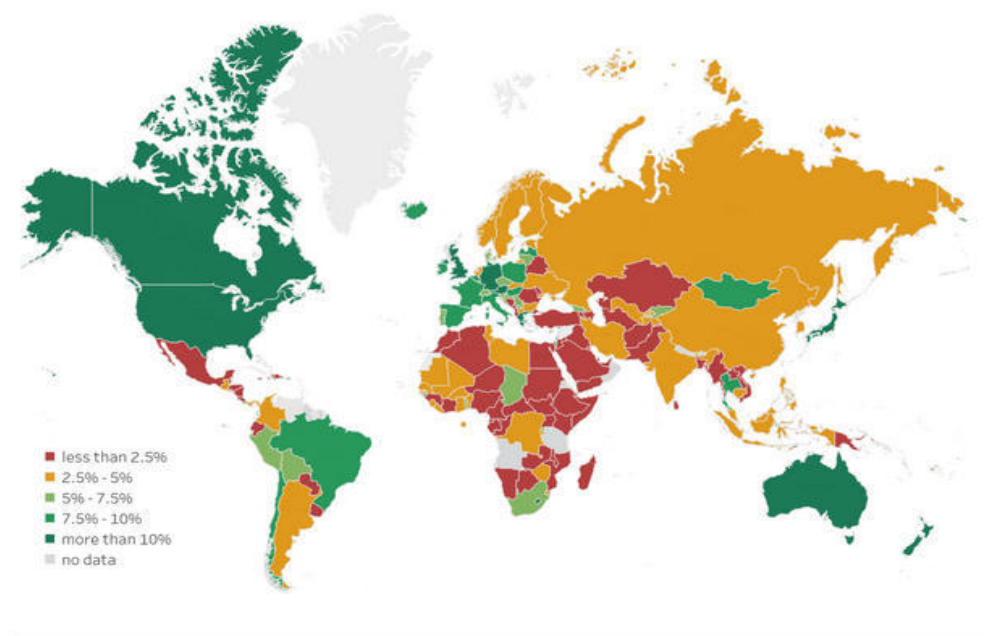 less than 2.5%
2.5% - 5%
5% - 7.5%
7.5% - 10%
more than 10%
no data